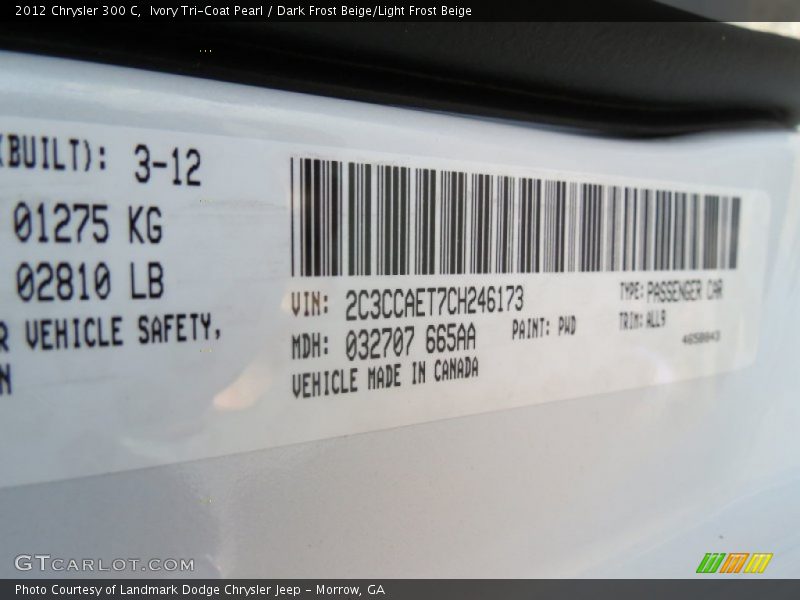 2012 Chrysler 300 C, Ivory Tri-Coat Pearl / Dark Frost Beige/Light Frost Beige
(BUILT): 3-12
01275 KG
02810 LB
R VEHICLE SAFETY,
N
VIN: 2C3CCAET7CH246173
TYPE: PASSENGER CAR
MDH: 032707 665AA
PAINT: PWD
TRIM: ALL9
VEHICLE MADE IN CANADA
GTCARLOT.COM
Photo Courtesy of Landmark Dodge Chrysler Jeep - Morrow, GA